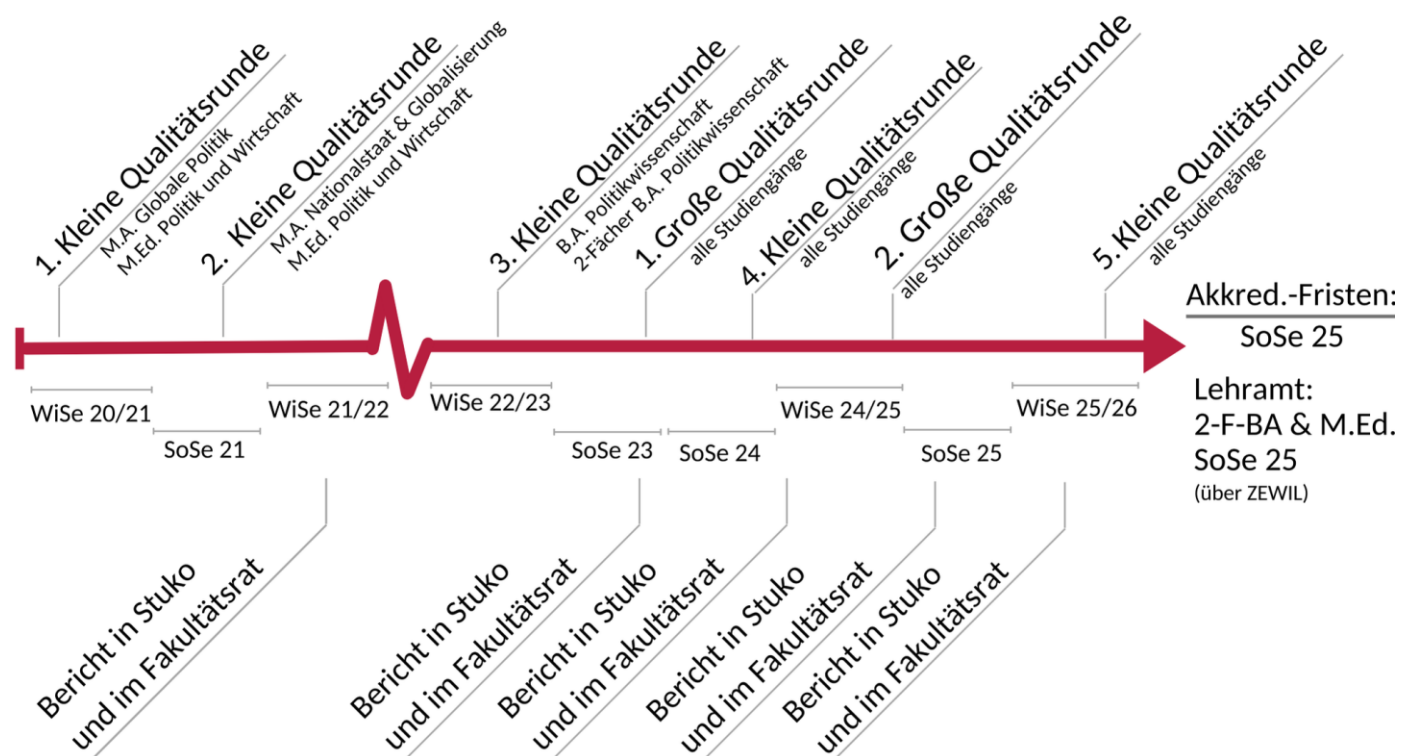 1. Kleine Qualitätsrunde
M.A. Globale Politik
M.Ed. Politik und Wirtschaft
2. Kleine Qualitätsrunde
M.A. Nationalstaat & Globalisierung
M.Ed. Politik und Wirtschaft
3. Kleine Qualitätsrunde
B.A. Politikwissenschaft
2-Fächer B.A. Politikwissenschaft
1. Große Qualitätsrunde
alle Studiengänge
4. Kleine Qualitätsrunde
alle Studiengänge
2. Große Qualitätsrunde
alle Studiengänge
5. Kleine Qualitätsrunde
alle Studiengänge
Akkred.-Fristen:
SoSe 25
Lehramt:
2-F-BA & M.Ed.
SoSe 25
(über ZEWIL)
WiSe 20/21
SoSe 21
WiSe 21/22
WiSe 22/23
SoSe 23
SoSe 24
WiSe 24/25
SoSe 25
WiSe 25/26
Bericht in Stuko
und im Fakultätsrat
Bericht in Stuko
und im Fakultätsrat
Bericht in Stuko
und im Fakultätsrat
Bericht in Stuko
und im Fakultätsrat
Bericht in Stuko
und im Fakultätsrat